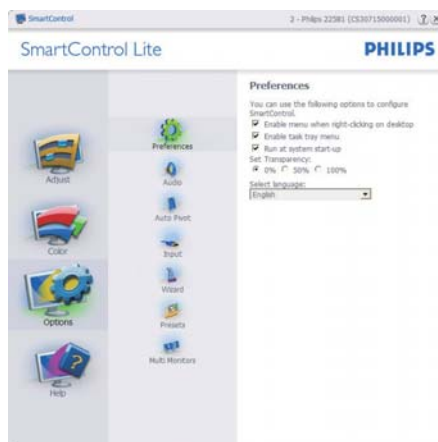 SmartControl
2 - Philips 225B1 (CS30715000001)
SmartControl Lite
PHILIPS
Adjust
Color
Options
Help
Preferences
Audio
Auto Pivot
Input
Wizard
Presets
Multi Monitors
Preferences
You can use the following options to configure
SmartControl.
Enable menu when right-clicking on desktop
Enable task tray menu
Run at system start-up
Set Transparency:
0% 50% 100%
Select language:
English